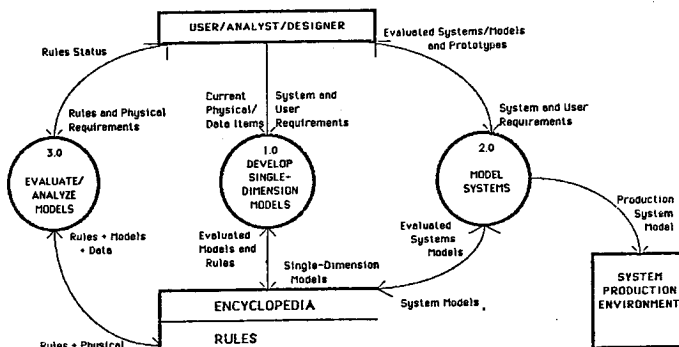 USER/ANALYST/DESIGNER
Rules Status
Evaluated Systems/Models
and Prototypes
Rules and Physical
Requirements
Current
Physical/
Data Items
System and
User
Requirements
System and User
Requirements
3.0
EVALUATE/
ANALYZE
MODELS
1.0
DEVELOP
SINGLE-
DIMENSION
MODELS
2.0
MODEL
SYSTEMS
Production
System
Model
Rules + Models
+ Data
Evaluated
Models and
Rules
Evaluated
Systems
Models
Single-Dimension
Models
System Models
SYSTEM
PRODUCTION
ENVIRONMENT
ENCYCLOPEDIA
RULES
Rules + Physical